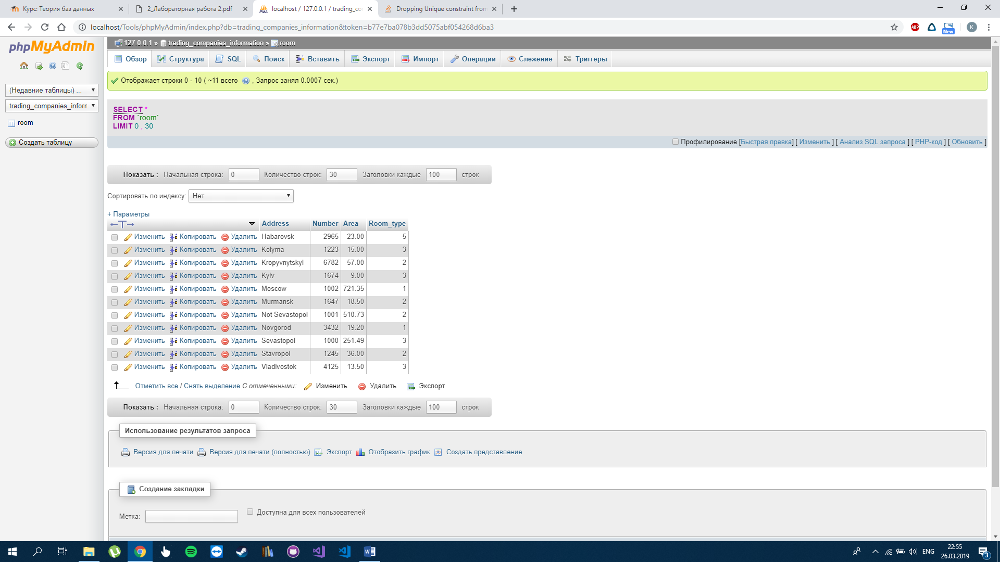 Курс: Теория баз данных
2_Лабораторная работа 2.pdf
localhost / 127.0.0.1 / trading_co
Dropping Unique constraint from
localhost/Tools/phpMyAdmin/index.php?db=trading_companies_information&token=b77e7ba078b3dd5075abf054268d6ba3
ABP
New
K
phpMyAdmin
127.0.0.1 » trading_companies_information » room
Обзор Структура SQL Поиск Вставить Экспорт Импорт Операции Слежение Триггеры
(Недавние таблицы) ...
trading_companies_inforn
room
Создать таблицу
Отображает строки 0 - 10 ( ~11 всего , Запрос занял 0.0007 сек.)
SELECT *
FROM `room`
LIMIT 0 , 30
Профилирование [Быстрая правка] [ Изменить ] [ Анализ SQL запроса ] [ PHP-код ] [ Обновить ]
Показать : Начальная строка: 0 Количество строк: 30 Заголовки каждые 100 строк
Сортировать по индексу: Нет
+ Параметры
←T→ Address Number Area Room_type
Изменить Копировать Удалить Habarovsk 2965 23.00 5
Изменить Копировать Удалить Kolyma 1223 15.00 3
Изменить Копировать Удалить Kropyvnytskyi 6782 57.00 2
Изменить Копировать Удалить Kyiv 1674 9.00 3
Изменить Копировать Удалить Moscow 1002 721.35 1
Изменить Копировать Удалить Murmansk 1647 18.50 2
Изменить Копировать Удалить Not Sevastopol 1001 510.73 2
Изменить Копировать Удалить Novgorod 3432 19.20 1
Изменить Копировать Удалить Sevastopol 1000 251.49 3
Изменить Копировать Удалить Stavropol 1245 36.00 2
Изменить Копировать Удалить Vladivostok 4125 13.50 3
Отметить все / Снять выделение С отмеченными: Изменить Удалить Экспорт
Показать : Начальная строка: 0 Количество строк: 30 Заголовки каждые 100 строк
Использование результатов запроса
Версия для печати Версия для печати (полностью) Экспорт Отобразить график Создать представление
Создание закладки
Метка: Доступна для всех пользователей
ENG
22:55
26.03.2019
3